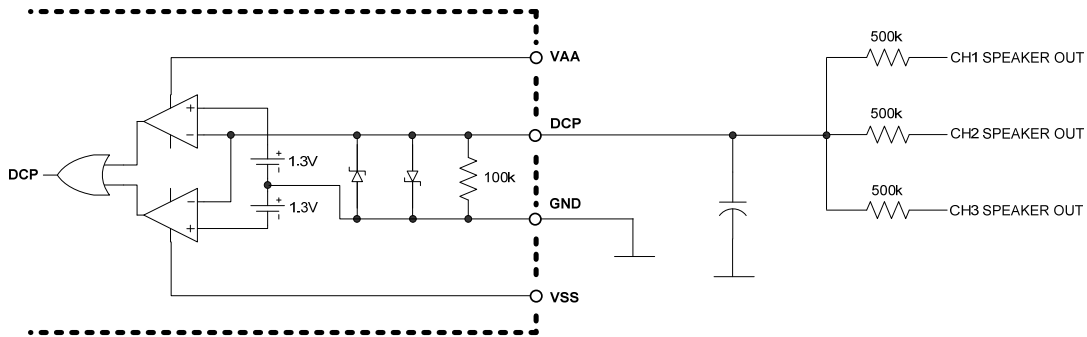 500k
VAA
CH1 SPEAKER OUT
+
−
DCP
500k
CH2 SPEAKER OUT
+
1.3V
-
DCP
100k
500k
−
+
1.3V
-
GND
CH3 SPEAKER OUT
+
VSS